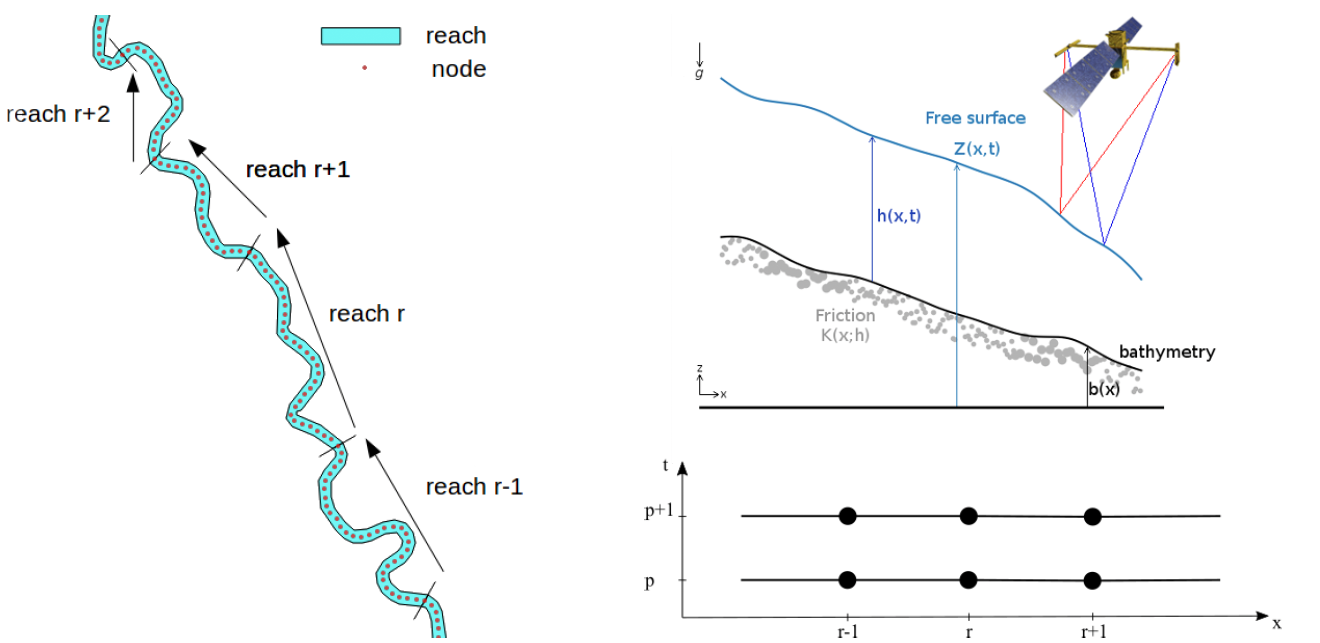 reach
node
reach r+2
reach r+1
reach r
reach r-1
g
Free surface
Z(x,t)
h(x,t)
Friction
K(x;h)
bathymetry
b(x)
z
x
t
p+1
p
r-1
r
r+1
x